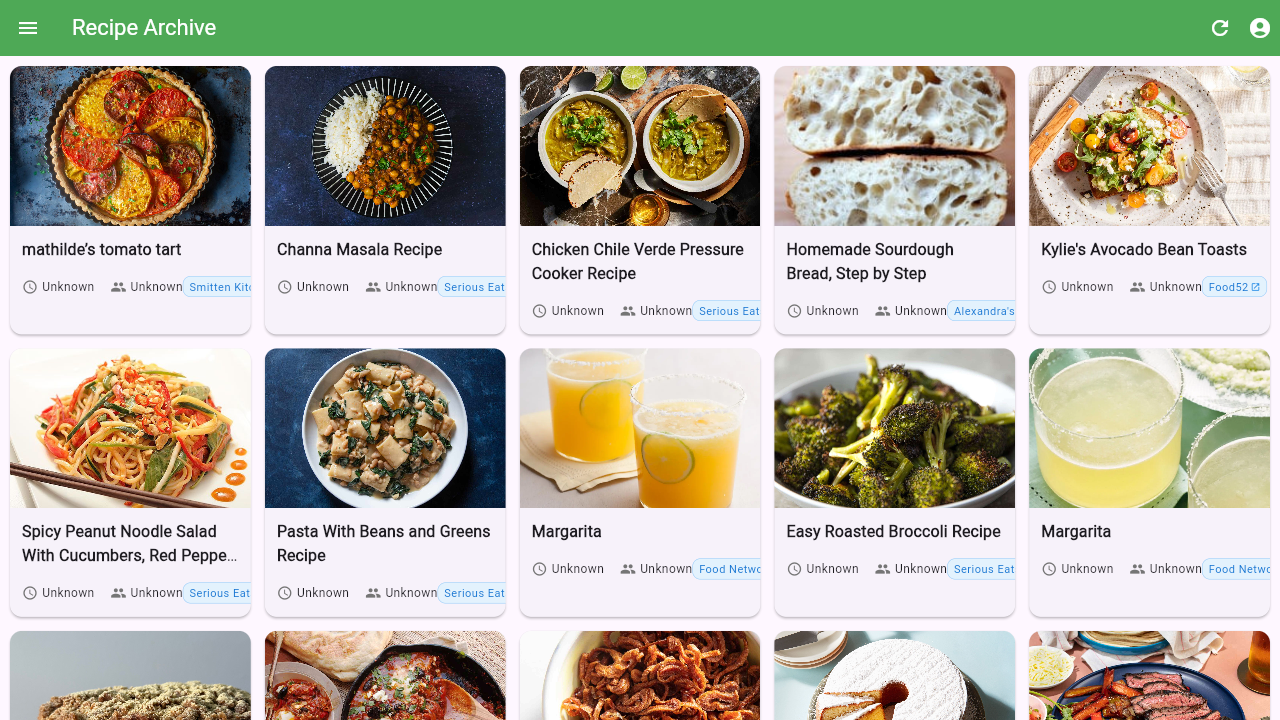 Recipe Archive
mathilde's tomato tart
Unknown Unknown Smitten Kitc
Channa Masala Recipe
Unknown Unknown Serious Eat
Chicken Chile Verde Pressure
Cooker Recipe
Unknown Unknown Serious Eat
Homemade Sourdough
Bread, Step by Step
Unknown Unknown Alexandra's
Kylie's Avocado Bean Toasts
Unknown Unknown Food52
Spicy Peanut Noodle Salad
With Cucumbers, Red Peppe...
Unknown Unknown Serious Eat
Pasta With Beans and Greens
Recipe
Unknown Unknown Serious Eat
Margarita
Unknown Unknown Food Netwo
Easy Roasted Broccoli Recipe
Unknown Unknown Serious Eat
Margarita
Unknown Unknown Food Netwo